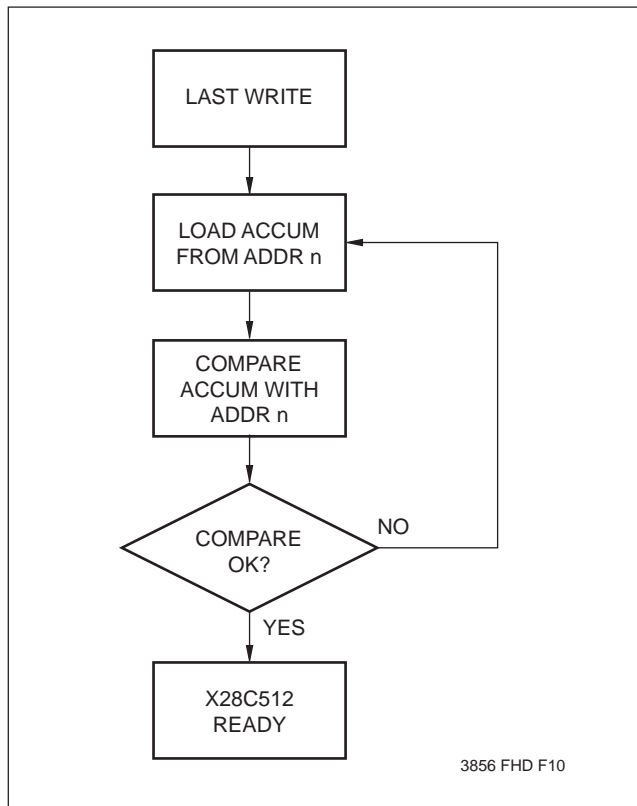 LAST WRITE
LOAD ACCUM
FROM ADDR n
COMPARE
ACCUM WITH
ADDR n
COMPARE
OK?
NO
YES
X28C512
READY
3856 FHD F10